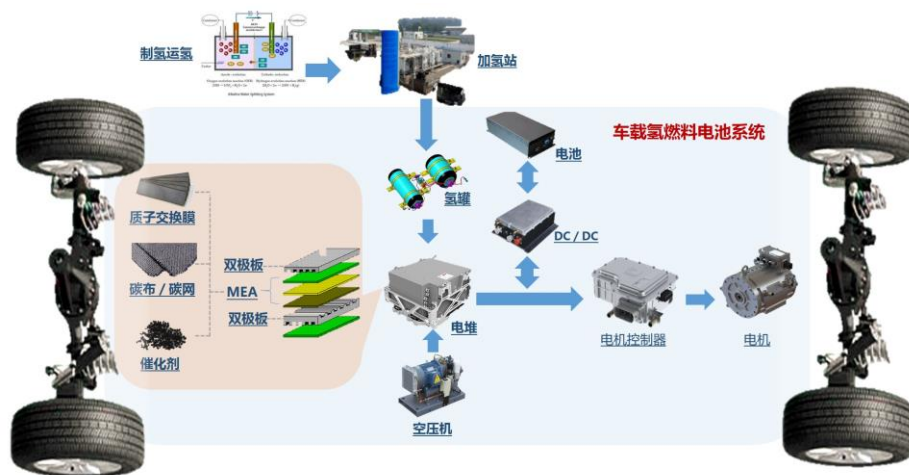 制氢运氢
加氢站
车载氢燃料电池系统
电池
氢罐
DC / DC
质子交换膜
双极板
碳布 / 碳网
MEA
双极板
催化剂
电堆
电机控制器
电机
空压机